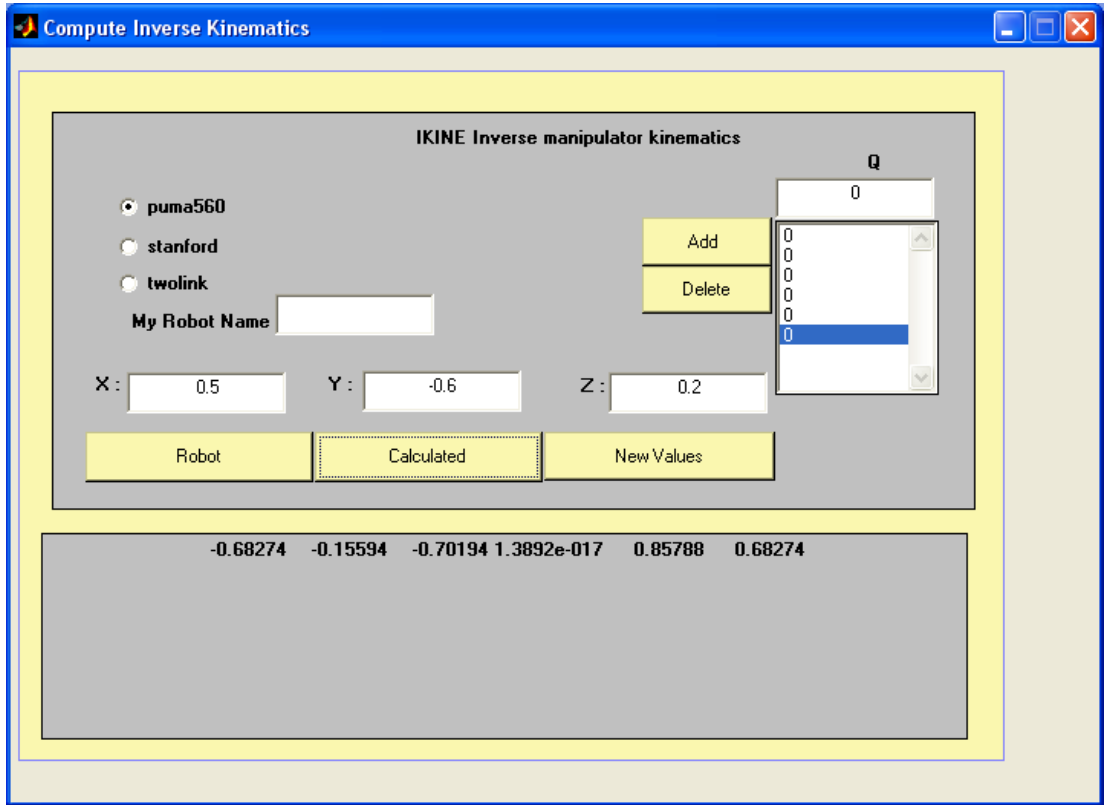 Compute Inverse Kinematics
IKINE Inverse manipulator kinematics
Q
0
puma560
stanford
twolink
My Robot Name
Add
Delete
0
0
0
0
0
0
X : 0.5 Y : -0.6 Z : 0.2
Robot Calculated New Values
-0.68274 -0.15594 -0.70194 1.3892e-017 0.85788 0.68274